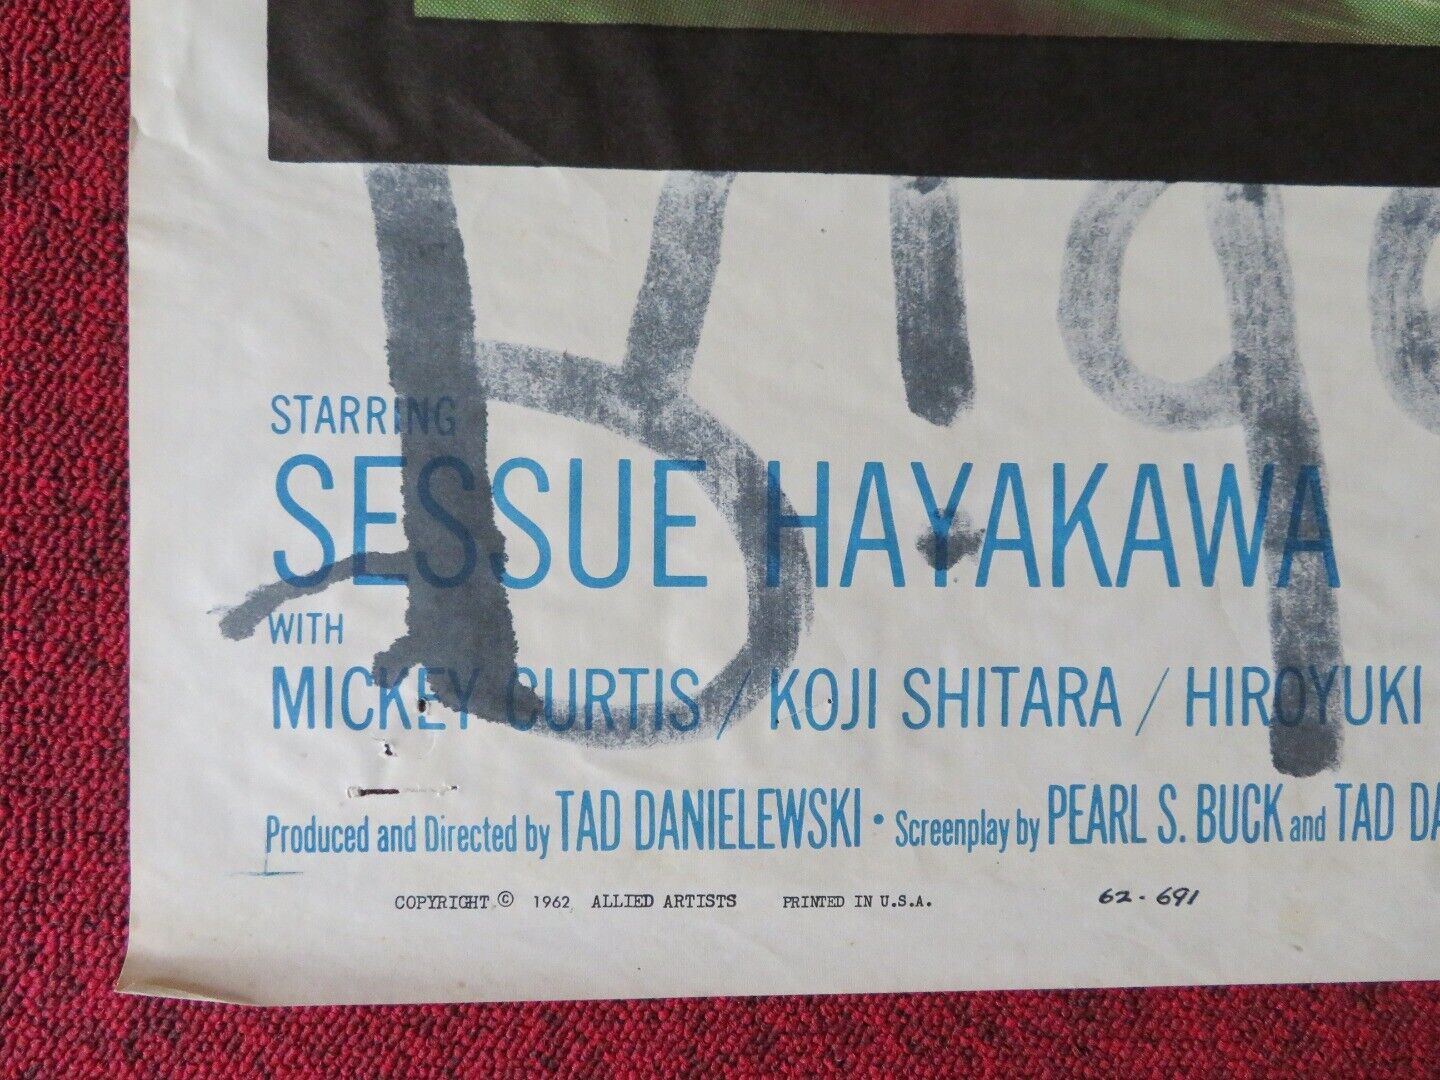 STARRING
SESSUE HAYAKAWA
WITH
MICKEY CURTIS / KOJI SHITARA / HIROYUKI
Produced and Directed by TAD DANIELEWSKI • Screenplay by PEARL S. BUCK and TAD DA
COPYRIGHT © 1962 ALLIED ARTISTS PRINTED IN U.S.A. 62-691